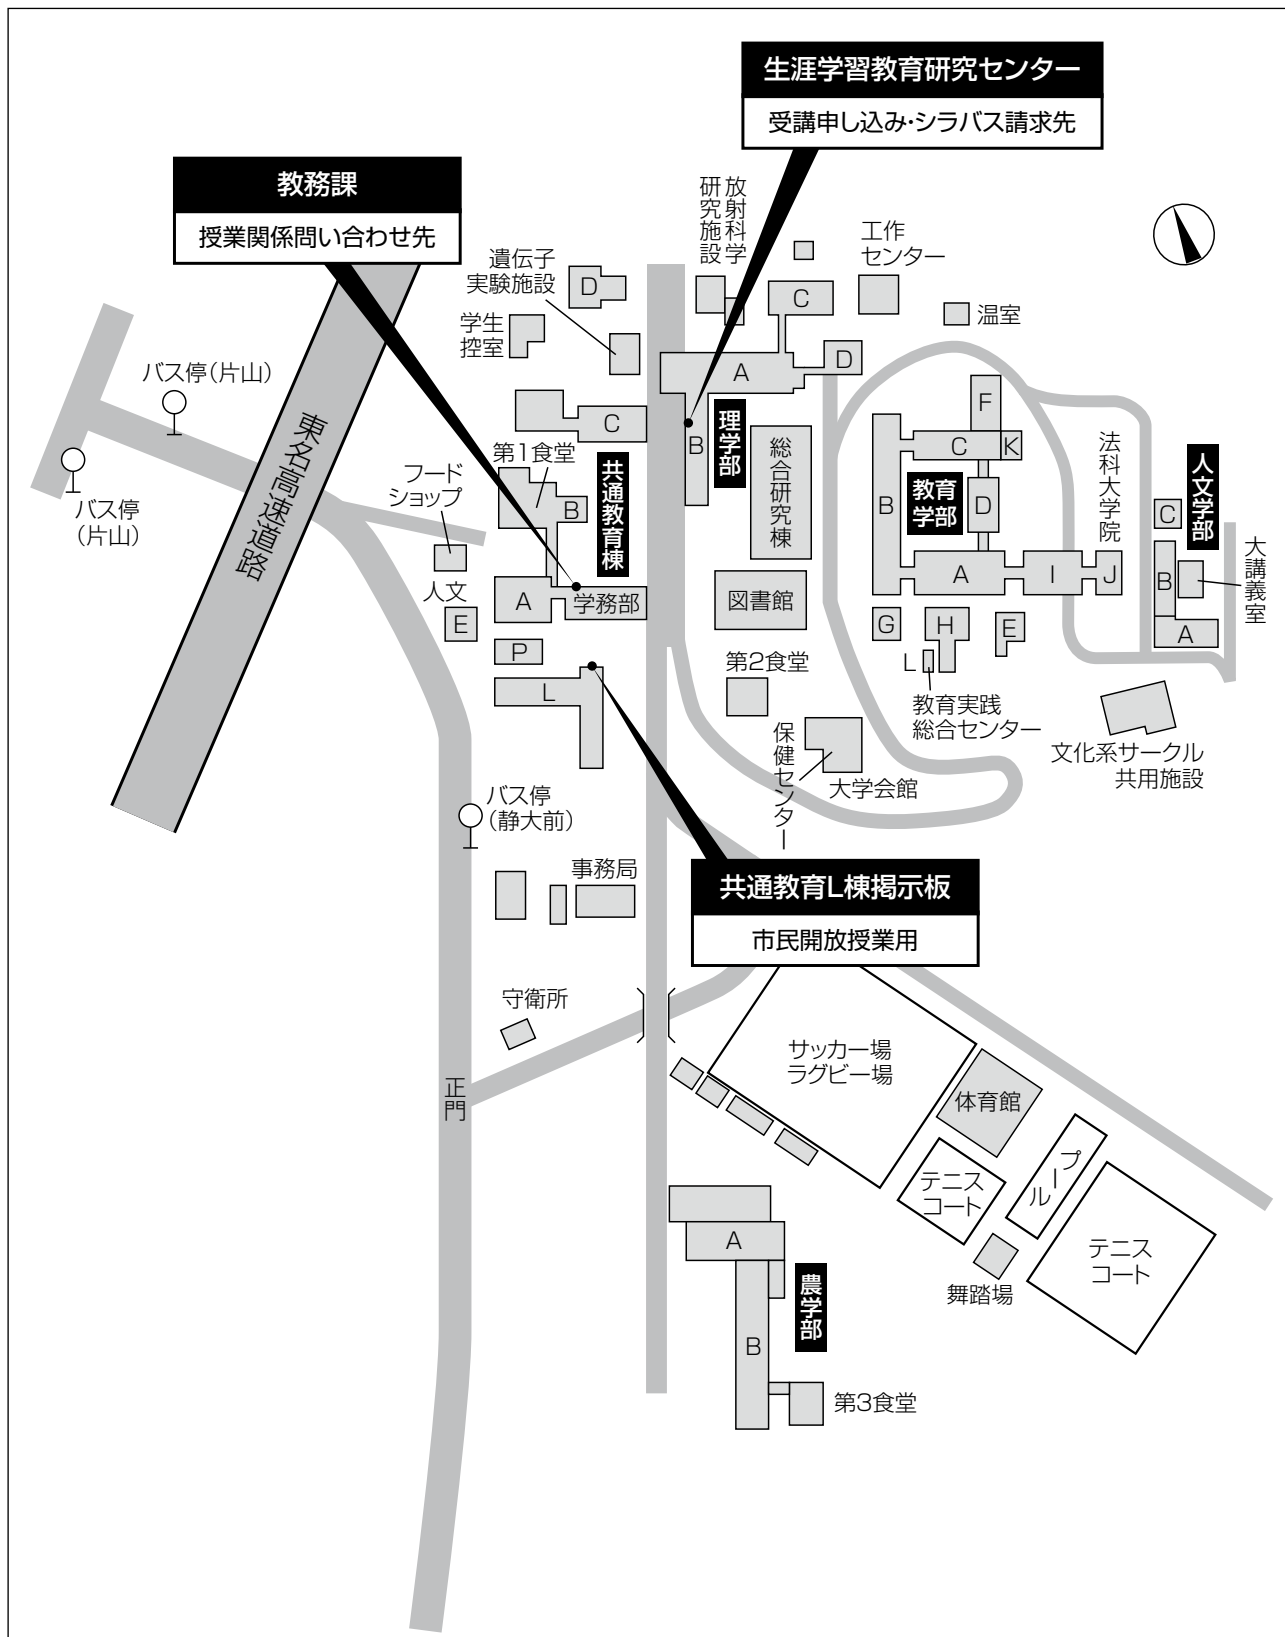 生涯学習教育研究センター
受講申し込み・シラバス請求先
教務課
授業関係問い合わせ先
放射科学
研究施設
工作
センター
遺伝子
実験施設
D
C
温室
学生
控室
バス停(片山)
A
D
F
東名高速道路
C
第1食堂
B
理学部
総合研究棟
C
K
法科大学院
人文学部
フード
ショップ
共通教育棟
B
B
教育
学部
D
C
バス停
(片山)
大講義室
A
I
J
B
人文
A
学務部
図書館
E
G
H
E
A
P
L
第2食堂
L
教育実践
総合センター
保健センター
大学会館
文化系サークル
共用施設
バス停
(静大前)
事務局
共通教育L棟掲示板
市民開放授業用
守衛所
サッカー場
ラグビー場
正門
体育館
プール
テニス
コート
A
テニス
コート
農学部
舞踏場
B
第3食堂